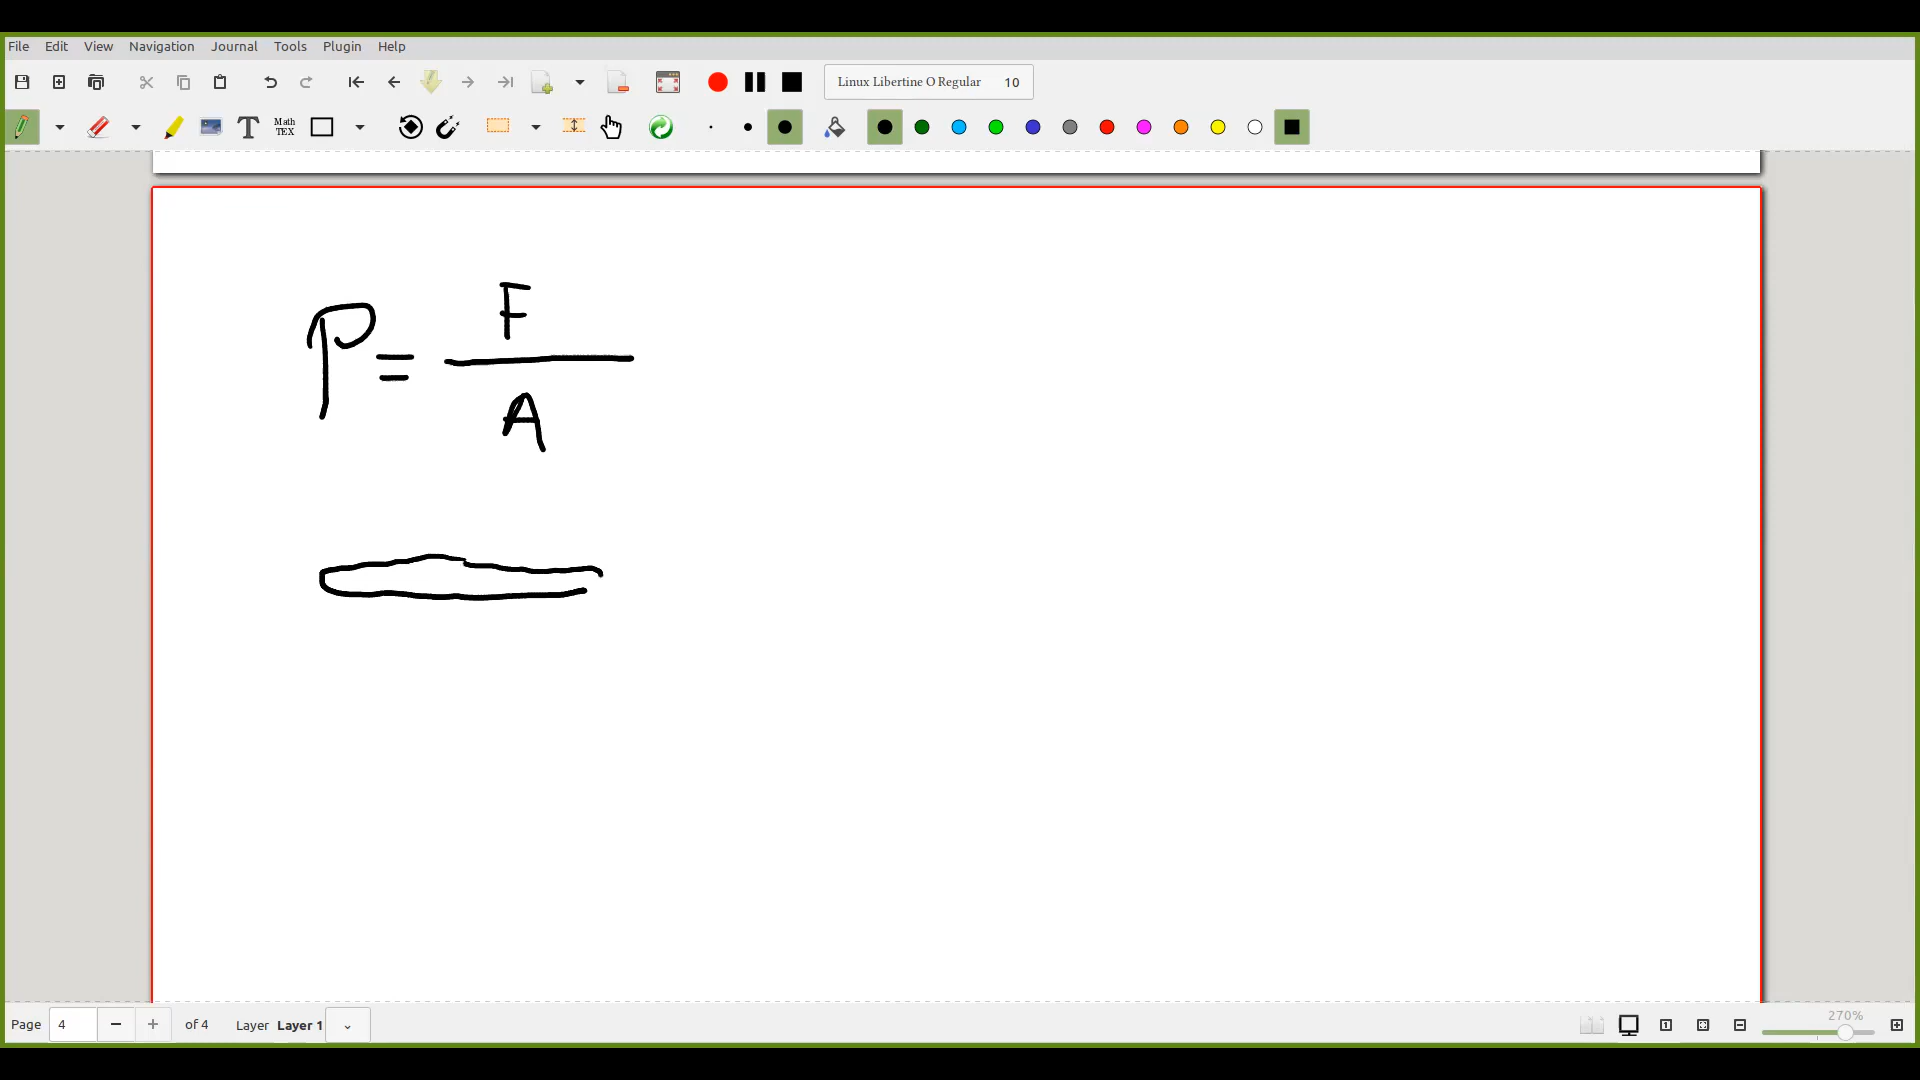 File Edit View Navigation Journal Tools Plugin Help
Linux Libertine O Regular 10
T Math TEX
P = F / A
Page 4 of 4 Layer Layer 1 270%